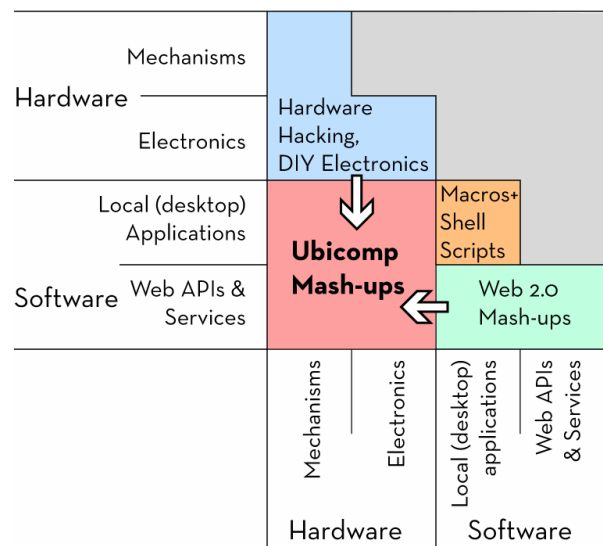 Mechanisms
Hardware
Electronics
Hardware
Hacking,
DIY Electronics
Local (desktop)
Applications
Macros+
Shell
Scripts
Ubicomp
Mash-ups
Software
Web APIs &
Services
Web 2.0
Mash-ups
Mechanisms
Electronics
Local (desktop)
applications
Web APIs
& Services
Hardware
Software